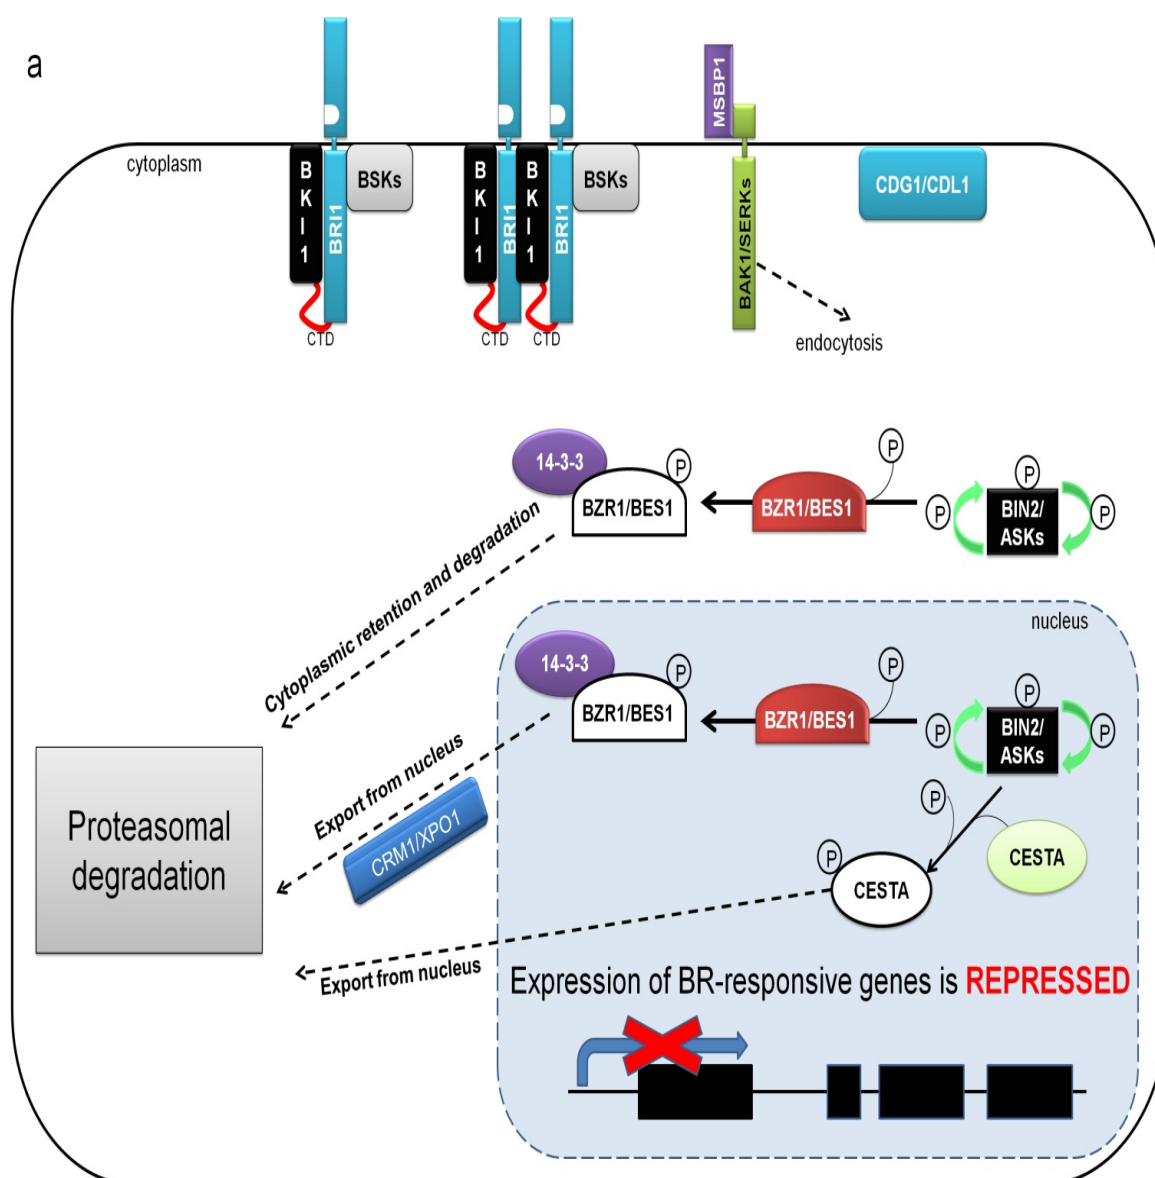 a
cytoplasm
BKI1
BRI1
BSKs
CTD
BKI1
BRI1
BKI1
BRI1
BSKs
CTD
CTD
MSBP1
BAK1/SERKs
endocytosis
CDG1/CDL1
14-3-3
BZR1/BES1
P
BZR1/BES1
P
P
P
BIN2/
ASKs
P
Cytoplasmic retention and degradation
nucleus
14-3-3
BZR1/BES1
P
BZR1/BES1
P
P
P
BIN2/
ASKs
P
Export from nucleus
CRM1/XPO1
Proteasomal
degradation
P
CESTA
P
CESTA
Export from nucleus
Expression of BR-responsive genes is REPRESSED